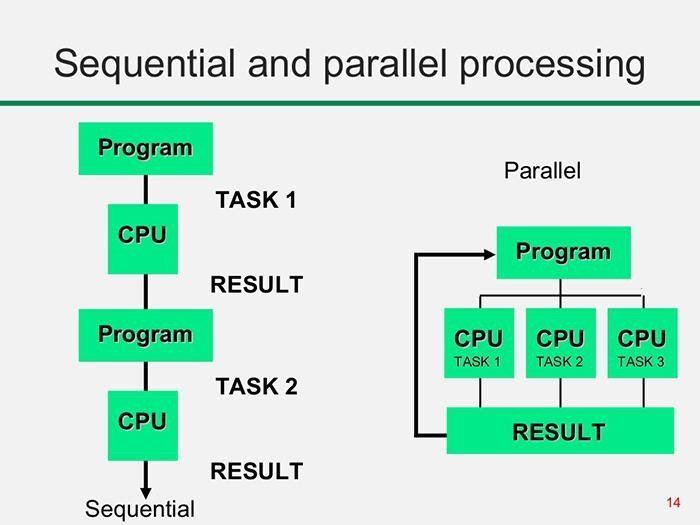 Sequential and parallel processing
Program
TASK 1
CPU
RESULT
Program
TASK 2
CPU
RESULT
Sequential
Parallel
Program
CPU CPU CPU
TASK 1 TASK 2 TASK 3
RESULT
14